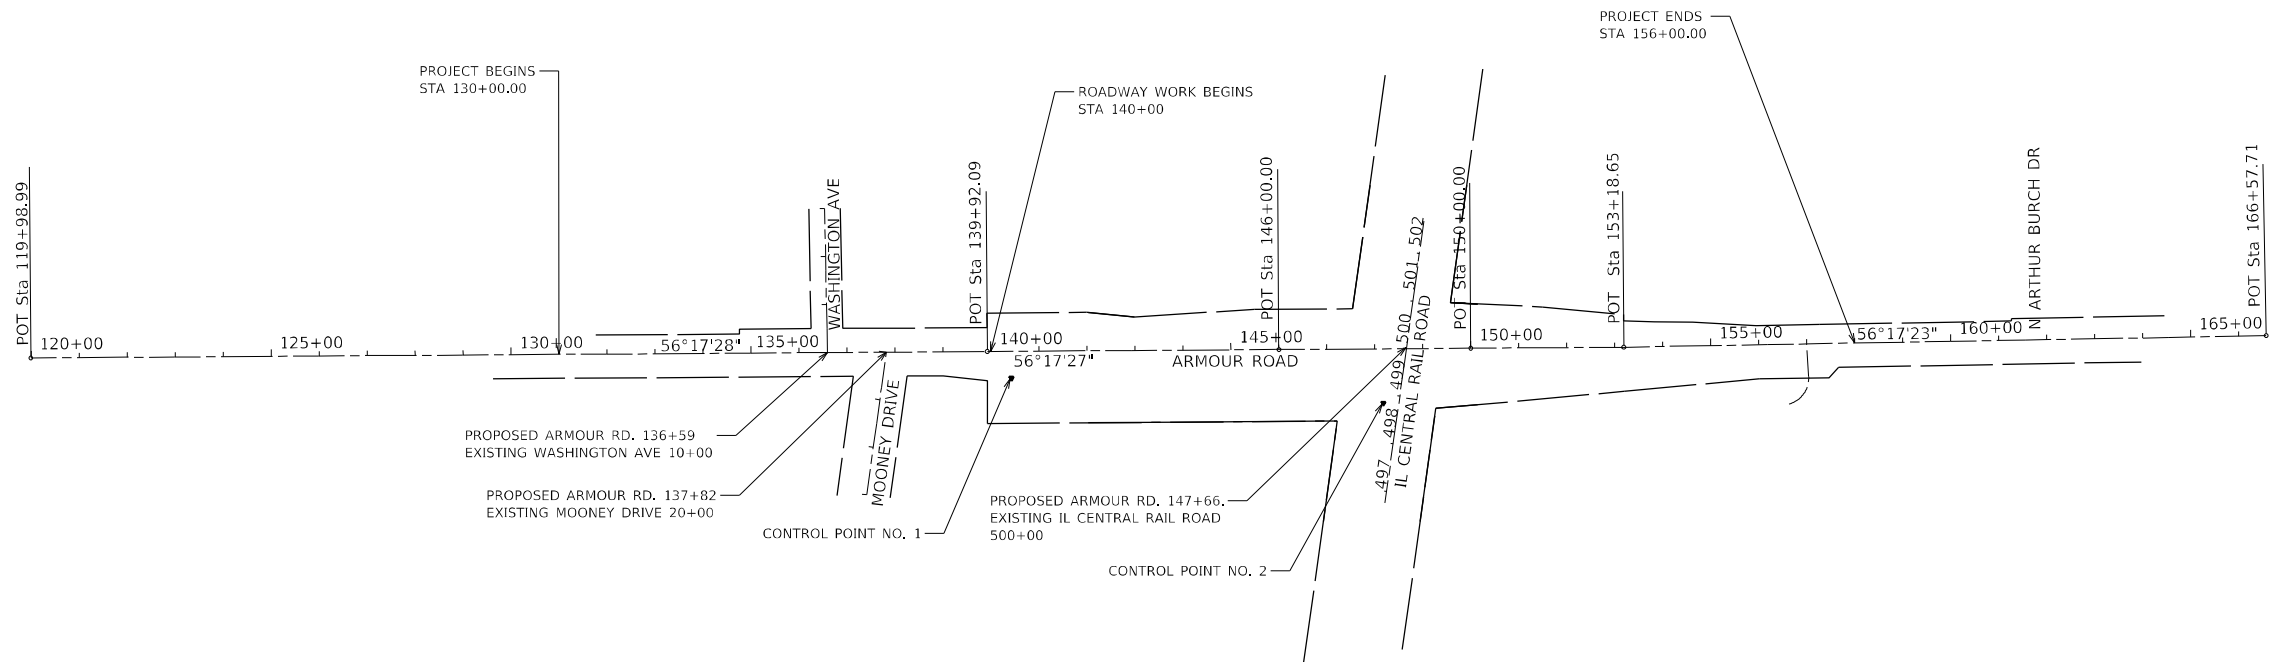 PROJECT ENDS
STA 156+00.00
PROJECT BEGINS
STA 130+00.00
ROADWAY WORK BEGINS
STA 140+00
POT Sta 119+98.99
WASHINGTON AVE
POT Sta 139+92.09
POT Sta 146+00.00
POT Sta 150+00.00
POT Sta 153+18.65
N ARTHUR BURCH DR
POT Sta 166+57.71
120+00
125+00
130+00
56°17'28"
135+00
140+00
56°17'27"
145+00
ARMOUR ROAD
150+00
155+00
56°17'23"
160+00
165+00
497 498 499 500 501 502
IL CENTRAL RAIL ROAD
MOONEY DRIVE
PROPOSED ARMOUR RD. 136+59
EXISTING WASHINGTON AVE 10+00
PROPOSED ARMOUR RD. 137+82
EXISTING MOONEY DRIVE 20+00
CONTROL POINT NO. 1
PROPOSED ARMOUR RD. 147+66.
EXISTING IL CENTRAL RAIL ROAD
500+00
CONTROL POINT NO. 2